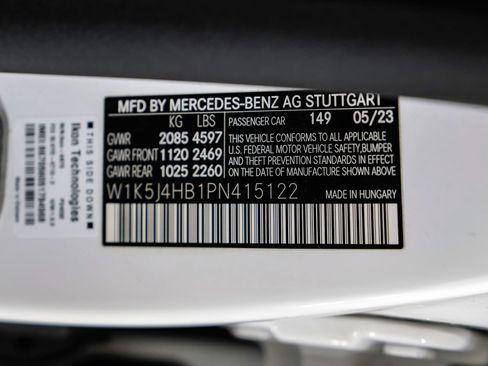 MFD BY MERCEDES-BENZ AG STUTTGART
KG LBS PASSENGER CAR 149 05/23
GVWR 2085 4597
GAWR FRONT 1120 2469
GAWR REAR 1025 2260
THIS VEHICLE CONFORMS TO ALL APPLICABLE
U.S. FEDERAL MOTOR VEHICLE SAFETY,
BUMPER, AND THEFT PREVENTION STANDARDS IN EFFECT
ON THE DATE OF MANUFACTURE SHOWN ABOVE.
W1K5J4HB1PN415122
MADE IN HUNGARY
■ THIS SIDE DOWN ■
Ikon Technologies